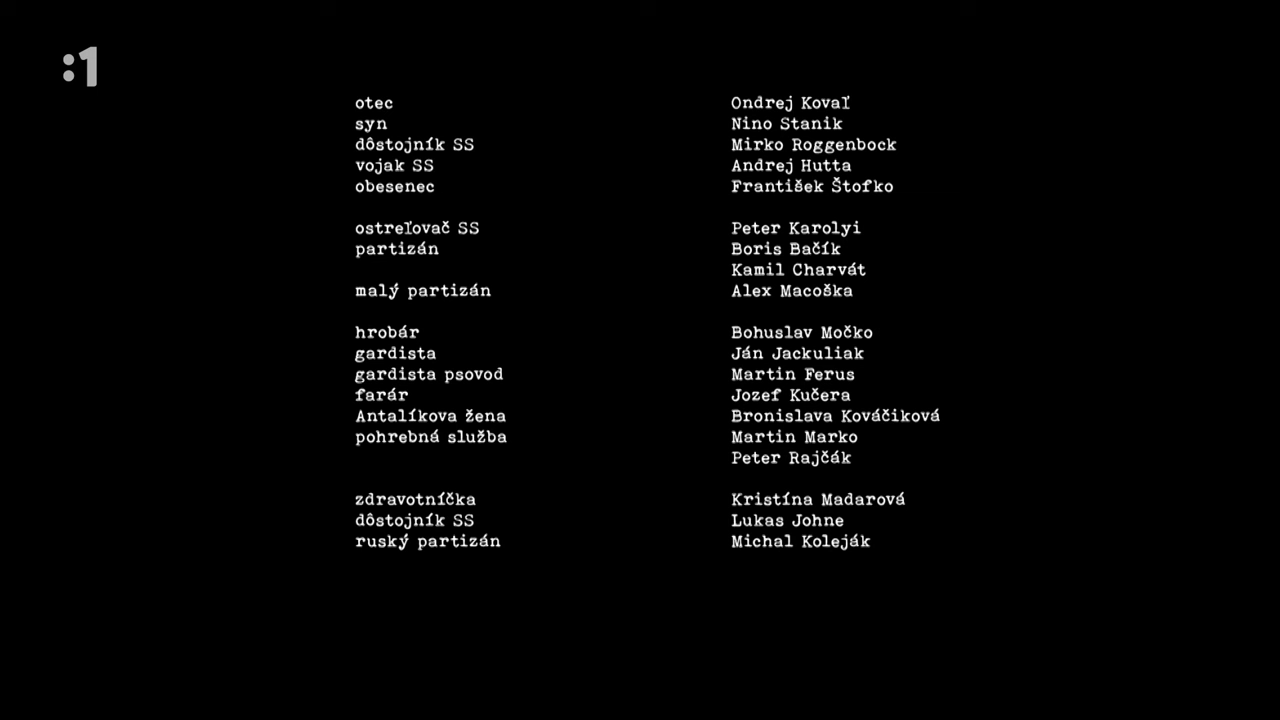 :1
otec Ondrej Kovaľ
syn Nino Stanik
dôstojník SS Mirko Roggenbock
vojak SS Andrej Hutta
obesenec František Štofko
ostreľovač SS Peter Karolyi
partizán Boris Bačík
Kamil Charvát
malý partizán Alex Macoška
hrobár Bohuslav Močko
gardista Ján Jackuliak
gardista psovod Martin Ferus
farár Jozef Kučera
Antalíkova žena Bronislava Kováčiková
pohrebná služba Martin Marko
Peter Rajčák
zdravotníčka Kristína Madarová
dôstojník SS Lukas Johne
ruský partizán Michal Koleják